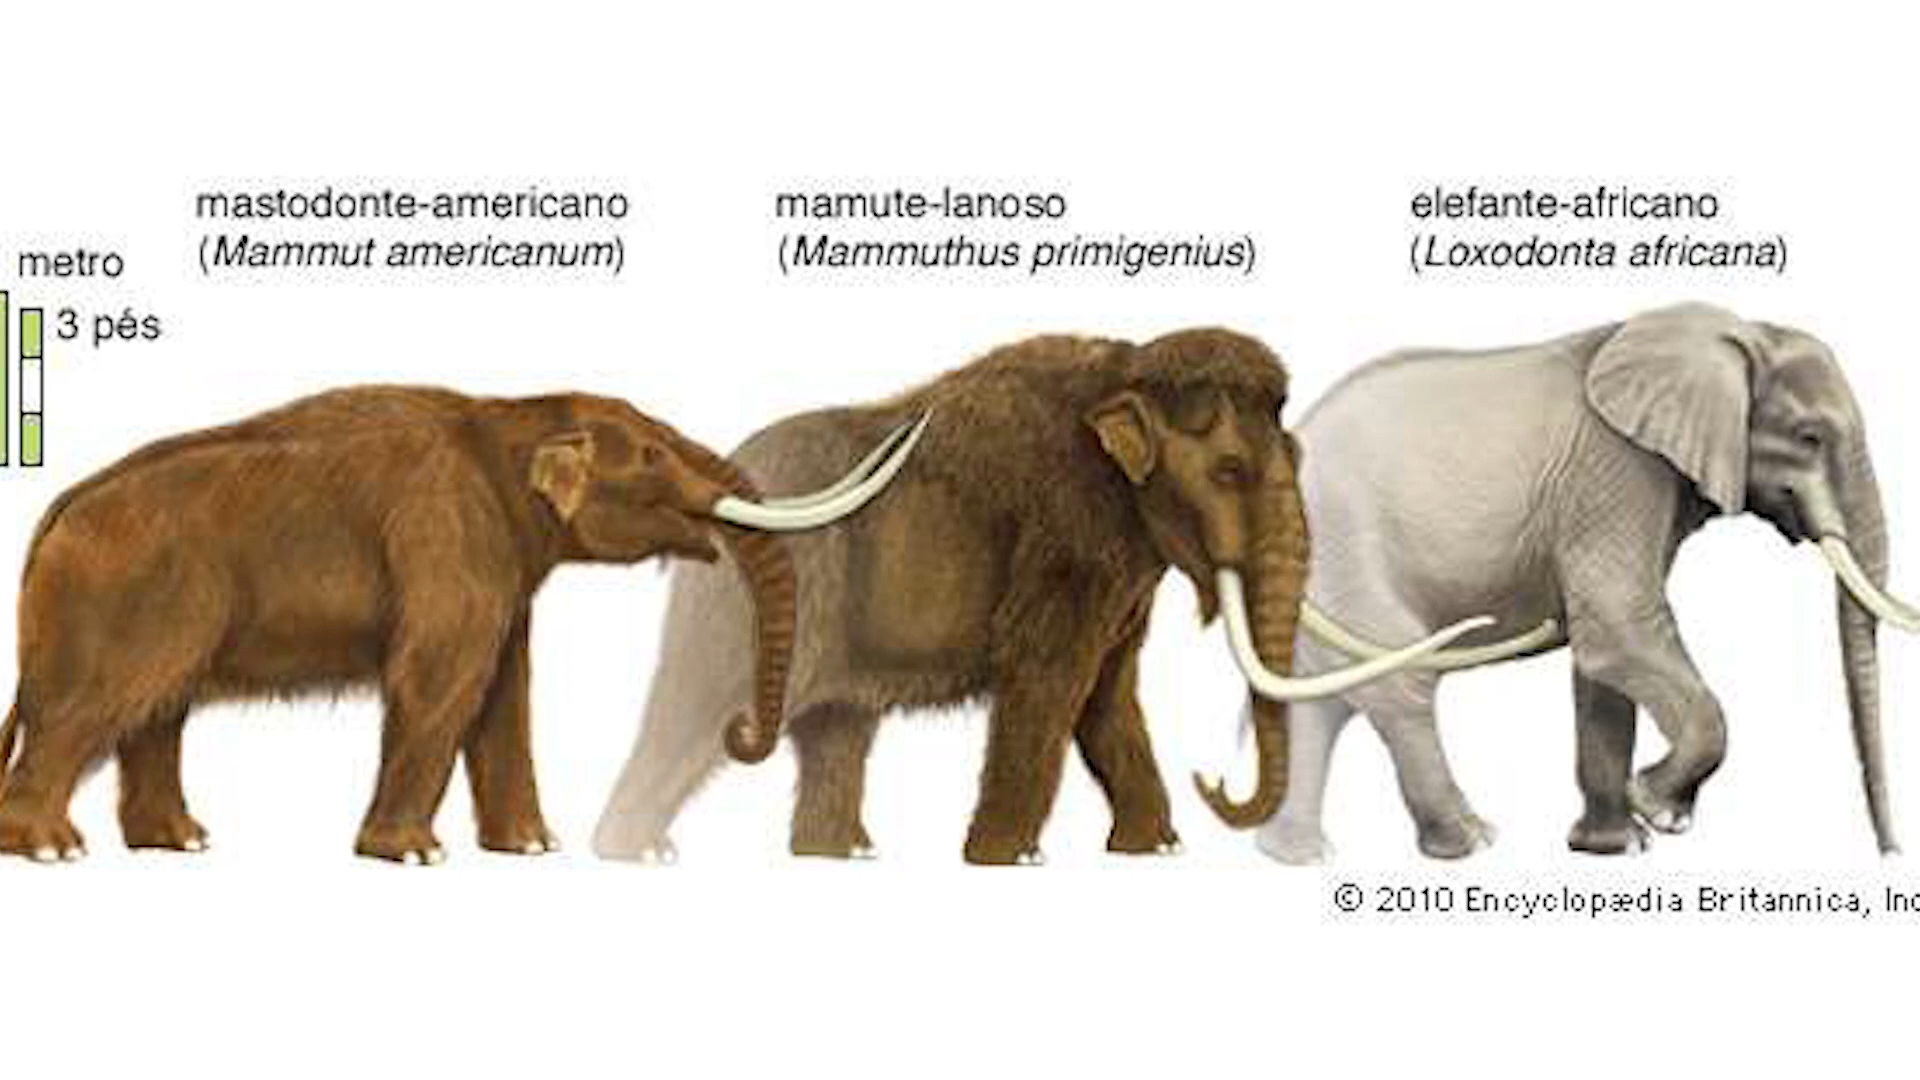 mastodonte-americano
(Mammut americanum)
mamute-lanoso
(Mammuthus primigenius)
elefante-africano
(Loxodonta africana)
metro
3 pés
© 2010 Encyclopædia Britannica, Inc